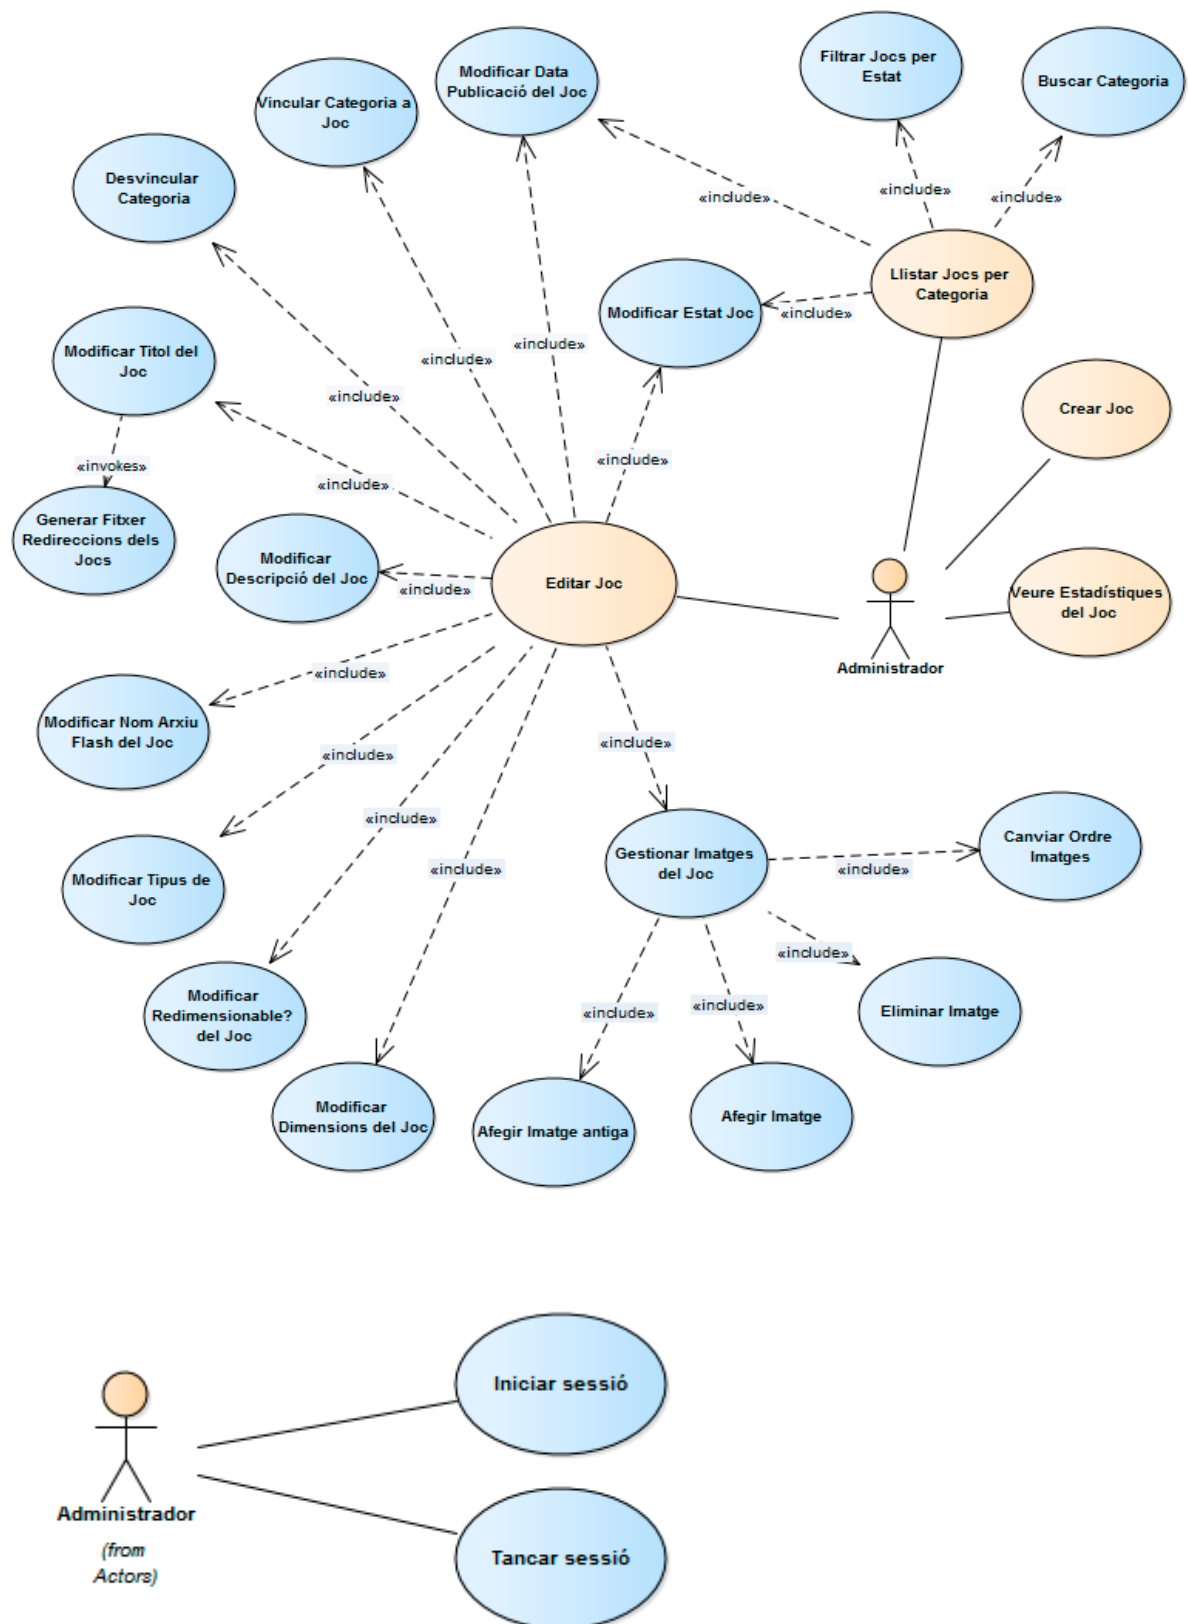 Filtrar Jocs per
Estat
Buscar Categoria
Modificar Data
Publicació del Joc
Vincular Categoria a
Joc
Desvincular
Categoria
«include»
«include»
«include»
Llistar Jocs per
Categoria
Modificar Estat Joc
«include»
Modificar Titol del
Joc
«include»
«include»
«include»
Crear Joc
«invokes»
«include»
«include»
Generar Fitxer
Redireccions dels
Jocs
Modificar
Descripció del Joc
«include»
Editar Joc
Veure Estadístiques
del Joc
Administrador
«include»
Modificar Nom Arxiu
Flash del Joc
«include»
«include»
«include»
Gestionar Imatges
del Joc
Canviar Ordre
Imatges
«include»
«include»
Modificar Tipus de
Joc
«include»
Modificar
Redimensionable?
del Joc
«include»
«include»
Eliminar Imatge
Modificar
Dimensions del Joc
Afegir Imatge antiga
Afegir Imatge
Iniciar sessió
Administrador
(from
Actors)
Tancar sessió